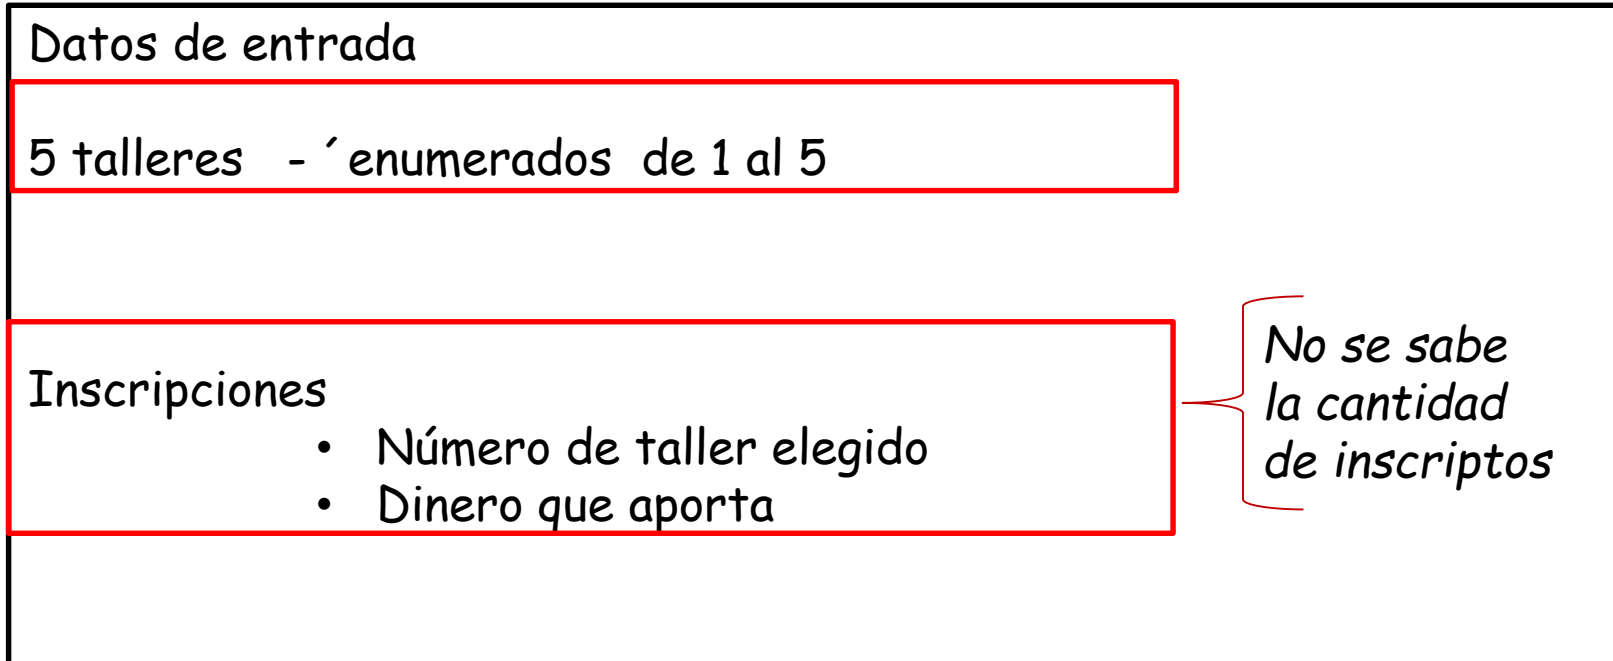 Datos de entrada
5 talleres - ´enumerados de 1 al 5
Inscripciones
• Número de taller elegido
• Dinero que aporta
No se sabe
la cantidad
de inscriptos